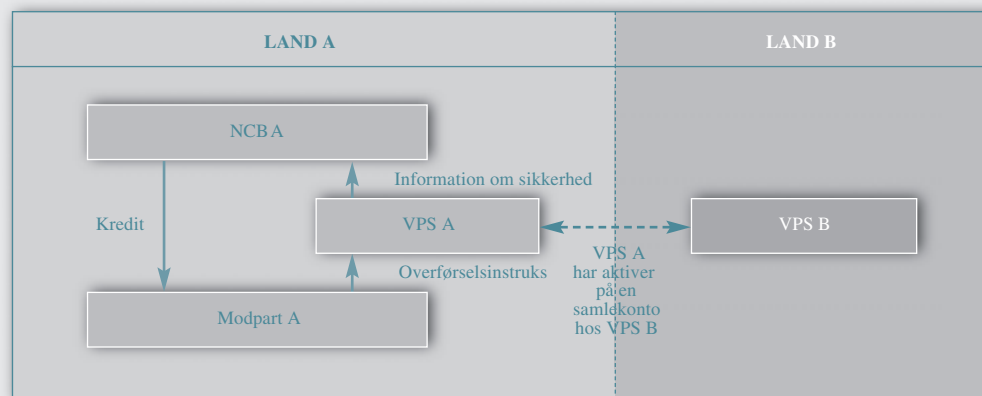 LAND A
LAND B
NCB A
Information om sikkerhed
Kredit
VPS A
VPS B
Overførselsinstruks
VPS A
har aktiver
på en
samlekonto
hos VPS B
Modpart A